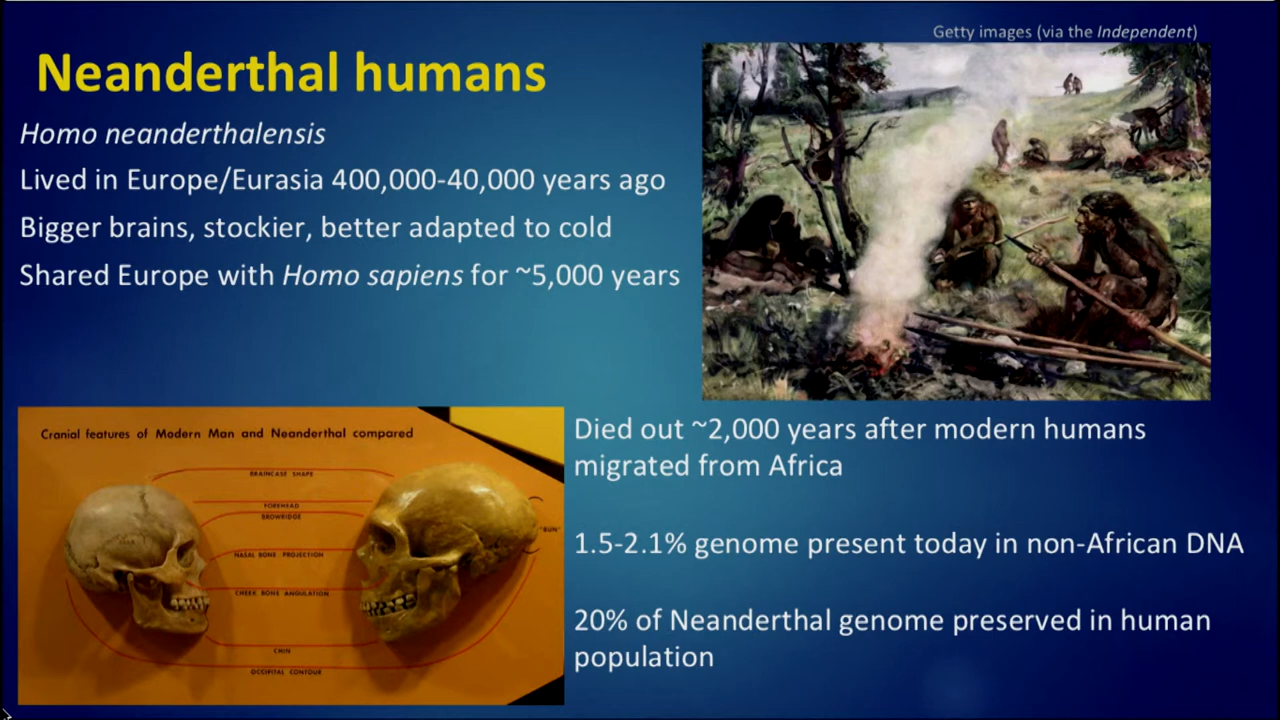 Getty images (via the Independent)
Neanderthal humans
Homo neanderthalensis
Lived in Europe/Eurasia 400,000-40,000 years ago
Bigger brains, stockier, better adapted to cold
Shared Europe with Homo sapiens for ~5,000 years
Cranial features of Modern Man and Neanderthal compared
BRAINCASE SHAPE
FOREHEAD
BROWRIDGE
"BUN"
NASAL BONE PROJECTION
CHEEK BONE ANGULATION
CHIN
OCCIPITAL CONTOUR
Died out ~2,000 years after modern humans
migrated from Africa
1.5-2.1% genome present today in non-African DNA
20% of Neanderthal genome preserved in human
population